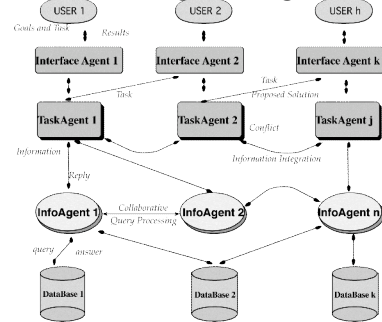 USER 1
USER 2
USER h
Goals and Task
Results
Interface Agent 1
Interface Agent 2
Interface Agent k
Task
Task
Proposed Solution
TaskAgent 1
TaskAgent 2
TaskAgent j
Conflict
Information
Information Integration
Reply
InfoAgent 1
Collaborative
Query Processing
InfoAgent 2
InfoAgent n
query
answer
DataBase 1
DataBase 2
DataBase k